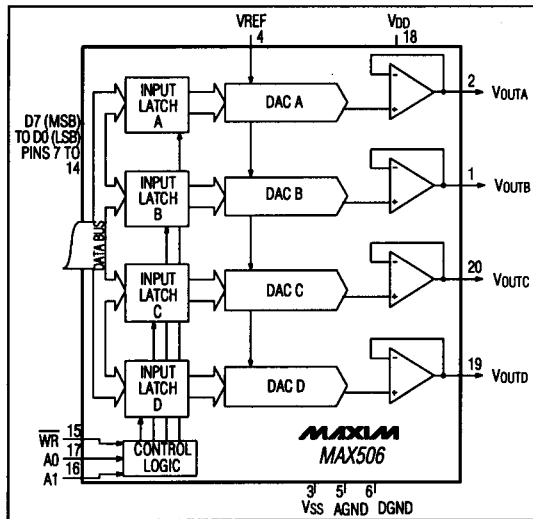 VREF
4
VDD
18
INPUT
LATCH
A
DAC A
2
VOUTA
D7 (MSB)
TO D0 (LSB)
PINS 7 TO
14
INPUT
LATCH
B
DAC B
1
VOUTB
DATA BUS
INPUT
LATCH
C
DAC C
20
VOUTC
INPUT
LATCH
D
DAC D
19
VOUTD
WR 15
A0 17
A1 16
CONTROL
LOGIC
MAXIM
MAX506
3 5 6
VSS AGND DGND